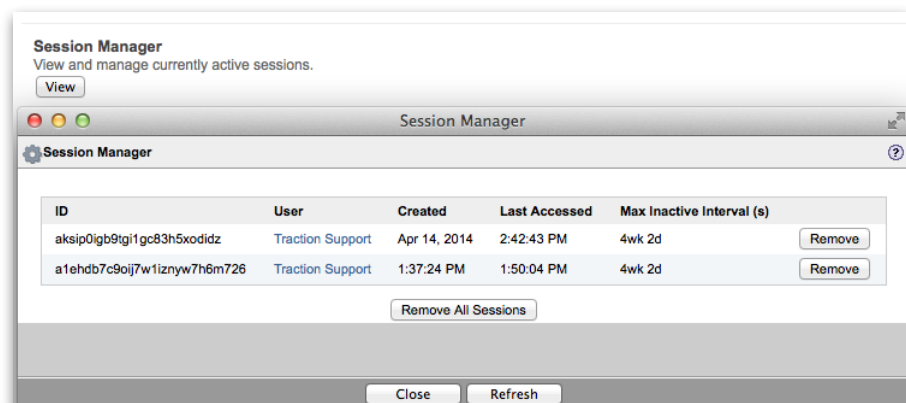 Session Manager
View and manage currently active sessions.
View
Session Manager
Session Manager ?
ID User Created Last Accessed Max Inactive Interval (s)
aksip0igb9tgi1gc83h5xodidz Traction Support Apr 14, 2014 2:42:43 PM 4wk 2d Remove
a1ehdb7c9oij7w1iznyw7h6m726 Traction Support 1:37:24 PM 1:50:04 PM 4wk 2d Remove
Remove All Sessions
Close Refresh